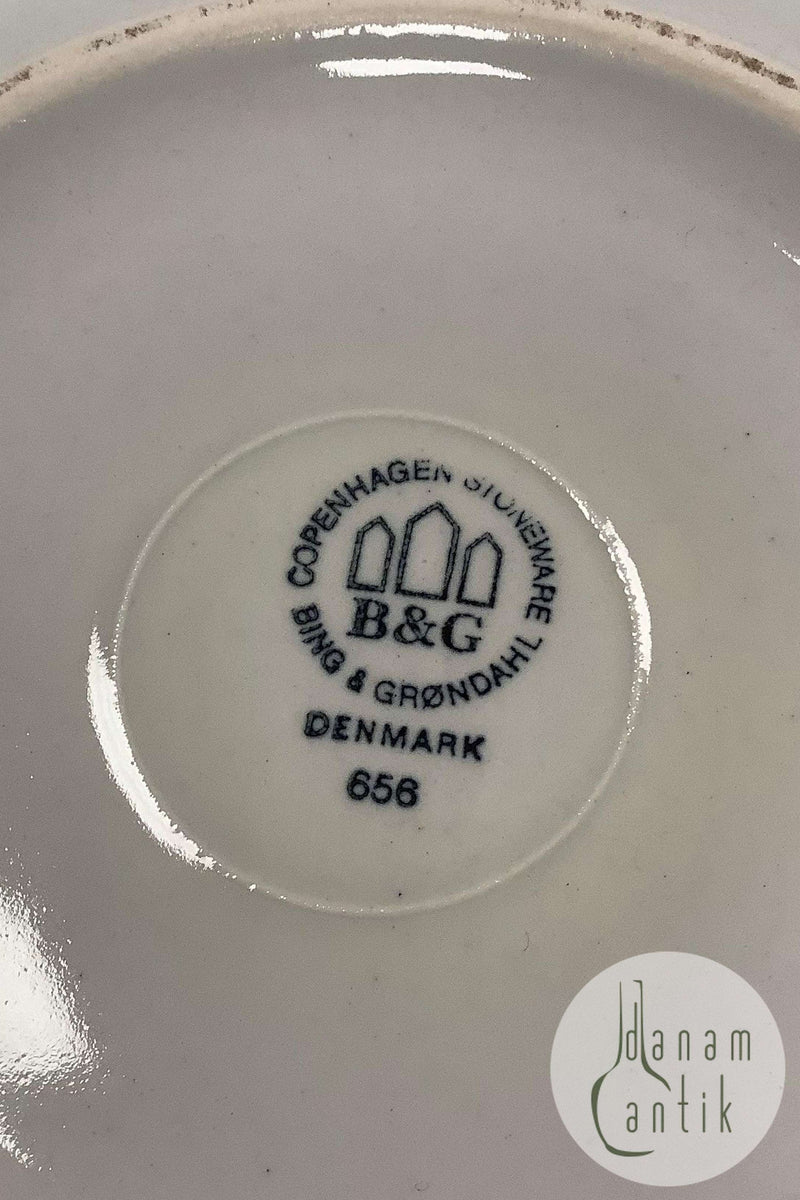 COPENHAGEN STONEWARE
B&G
BING & GRØNDAHL
DENMARK
656
danam
antik